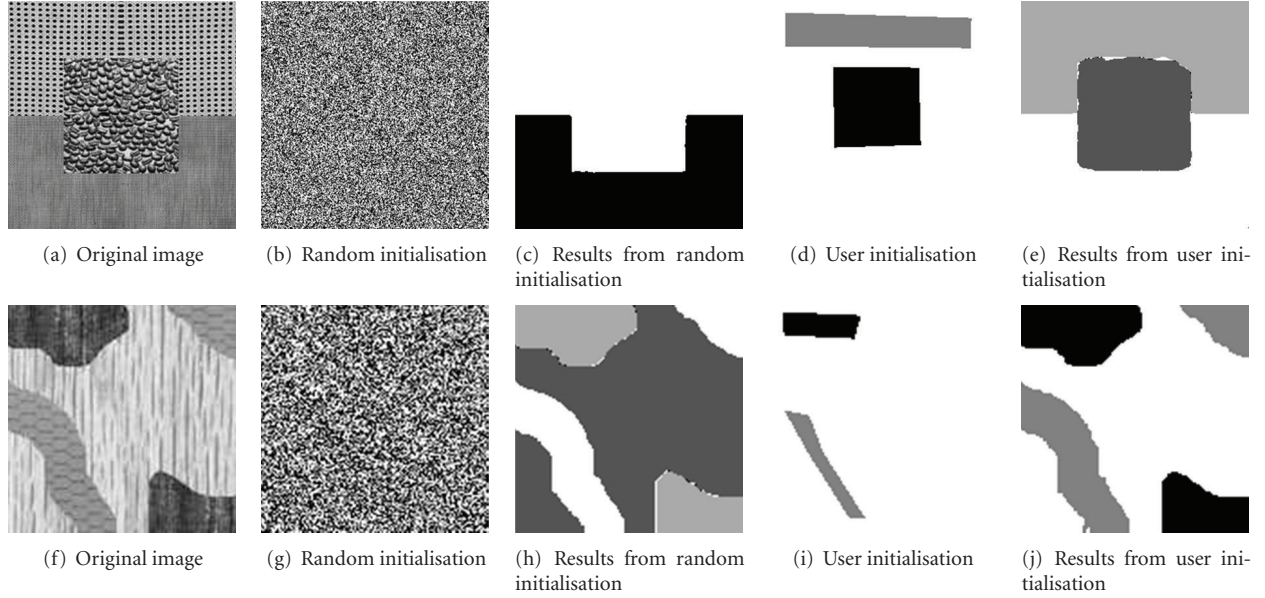 (a) Original image
(b) Random initialisation
(c) Results from random
initialisation
(d) User initialisation
(e) Results from user ini-
tialisation
(f) Original image
(g) Random initialisation
(h) Results from random
initialisation
(i) User initialisation
(j) Results from user ini-
tialisation